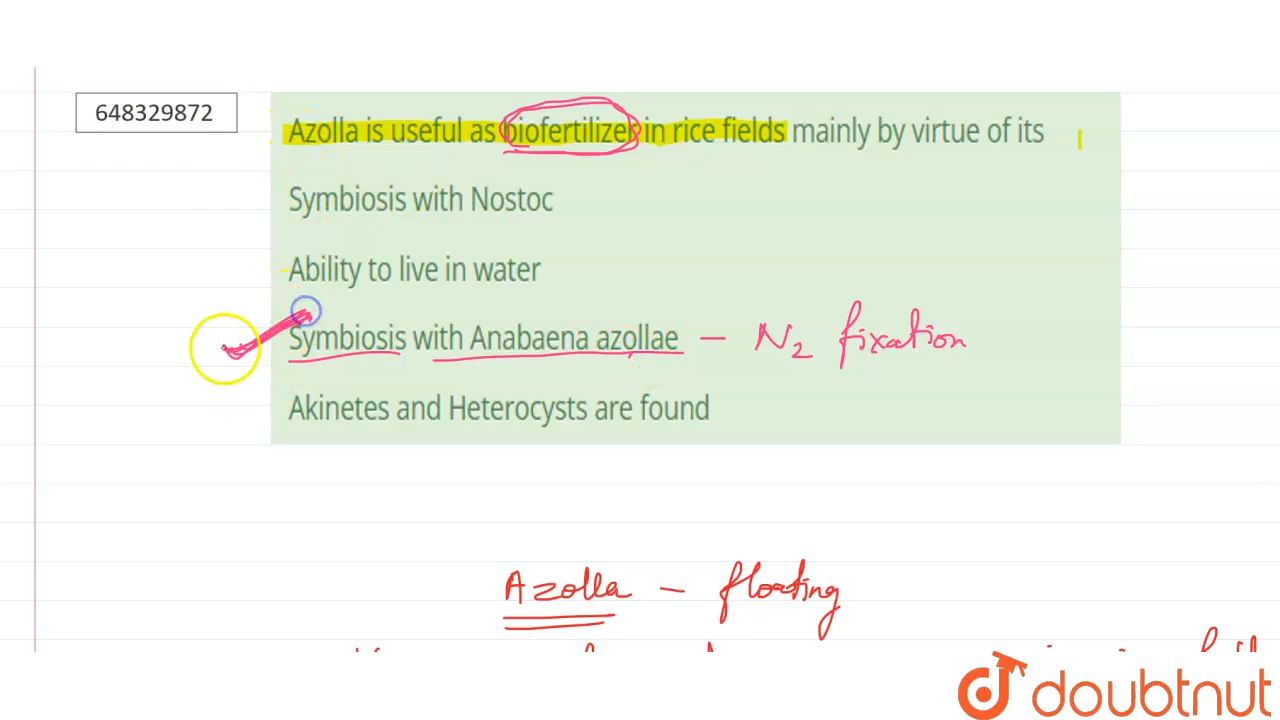 648329872
Azolla is useful as biofertilizer in rice fields mainly by virtue of its
Symbiosis with Nostoc
Ability to live in water
Symbiosis with Anabaena azollae — N2 fixation
Akinetes and Heterocysts are found
Azolla — floating
doubtnut